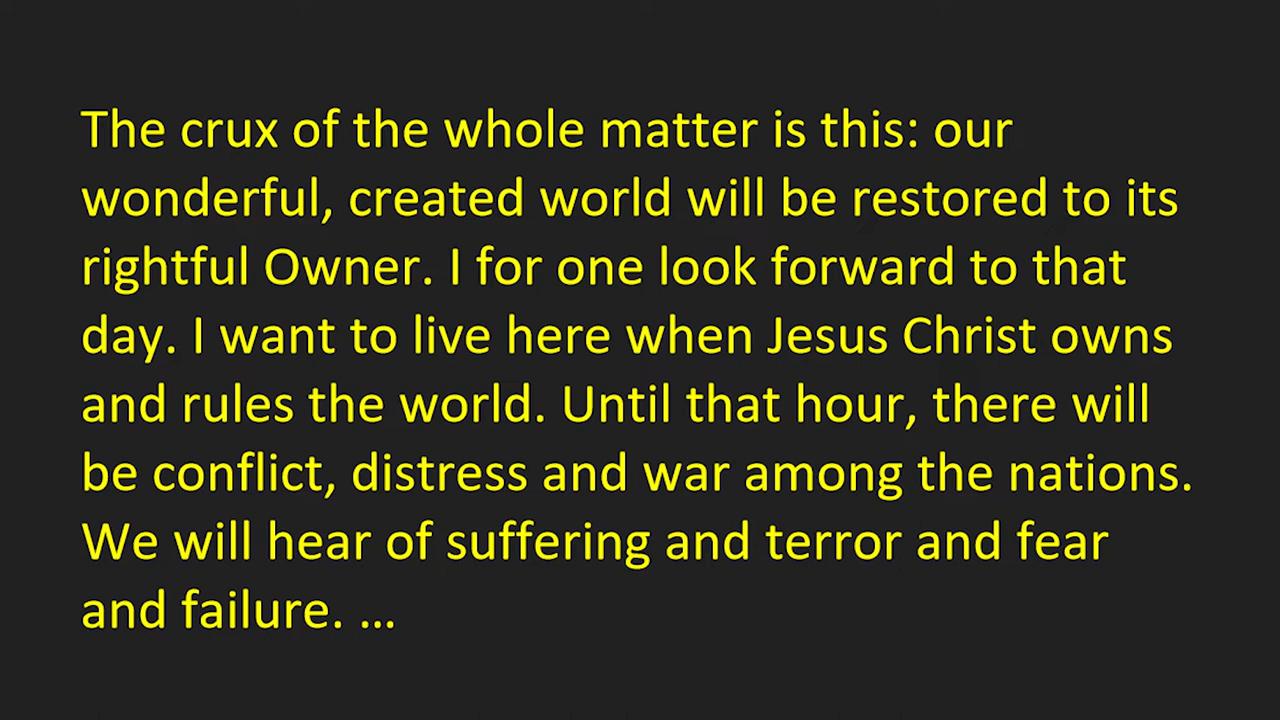 The crux of the whole matter is this: our
wonderful, created world will be restored to its
rightful Owner. I for one look forward to that
day. I want to live here when Jesus Christ owns
and rules the world. Until that hour, there will
be conflict, distress and war among the nations.
We will hear of suffering and terror and fear
and failure. ...